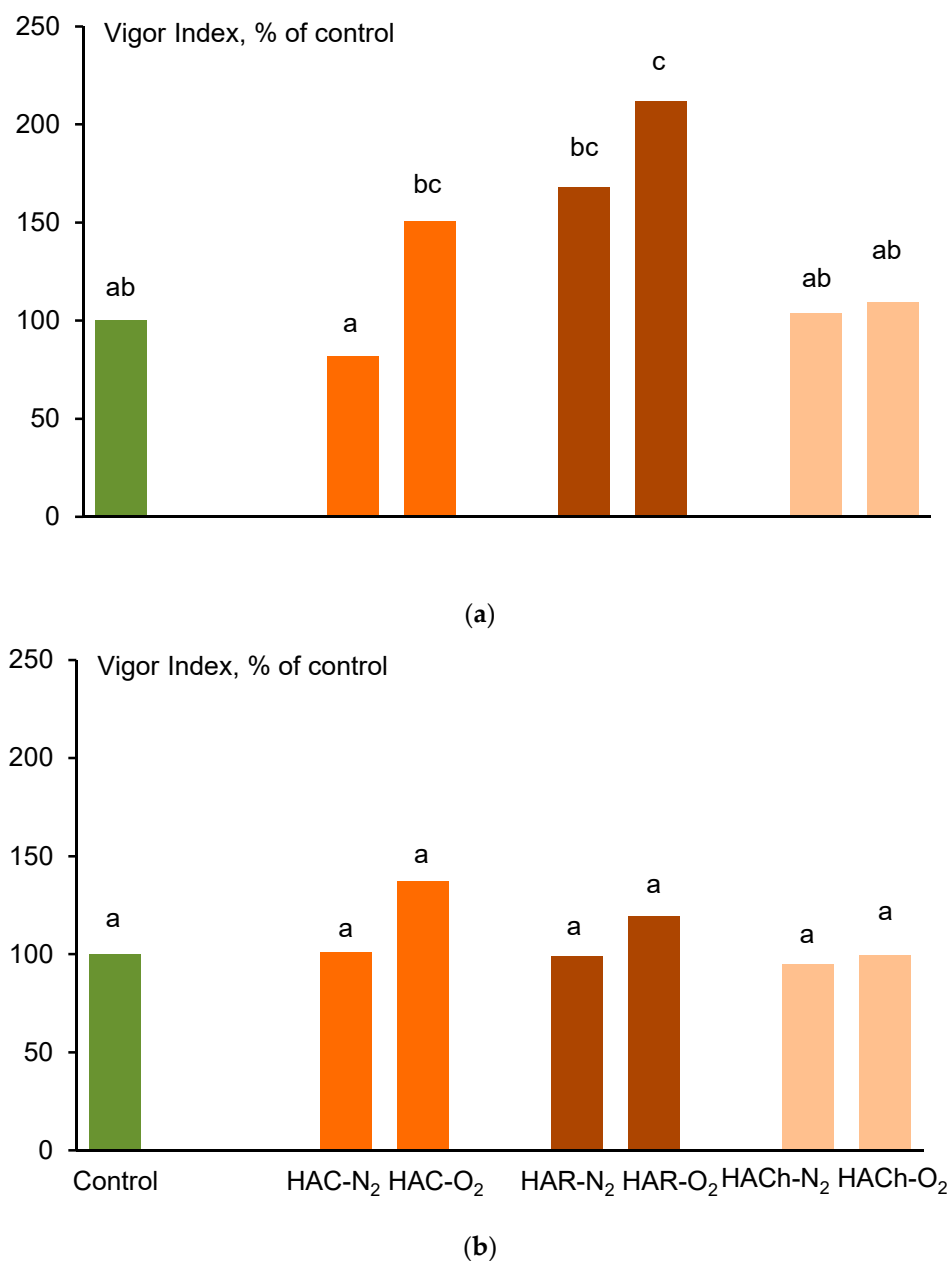 250
Vigor Index, % of control
c
200
bc
bc
150
ab
ab
ab
100
a
50
0
(a)
250
Vigor Index, % of control
200
150
a
a
a
a
a
a
a
100
50
0
Control HAC-N₂ HAC-O₂ HAR-N₂ HAR-O₂ HACh-N₂ HACh-O₂
(b)